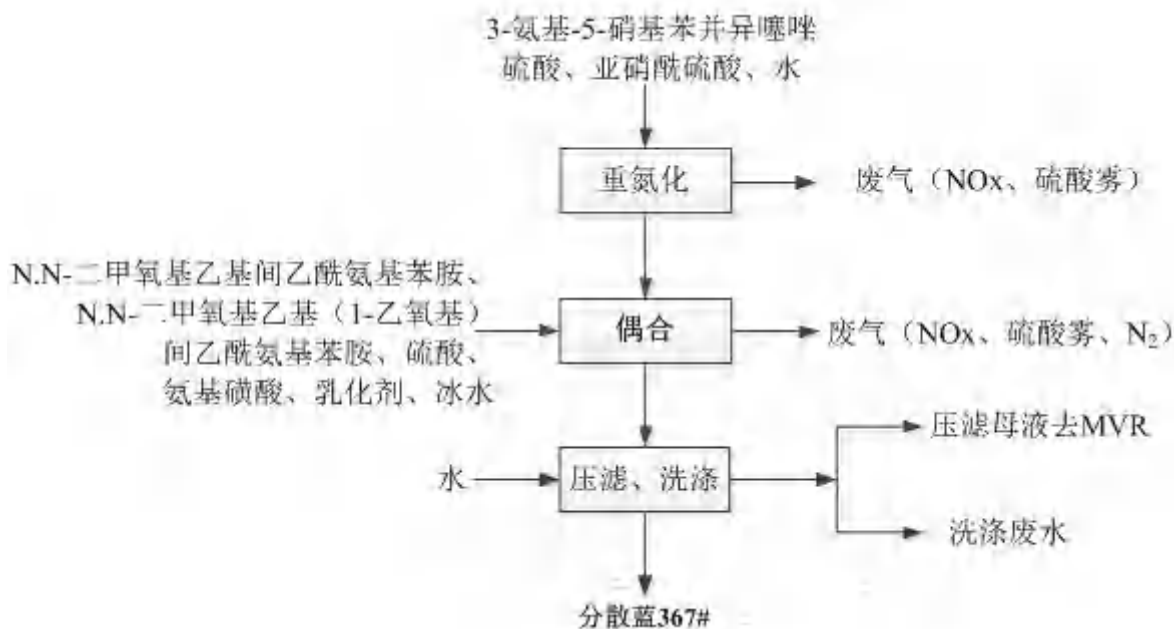 3-氨基-5-硝基苯并异噻唑
硫酸、亚硝酰硫酸、水
重氮化
废气（NOx、硫酸雾）
N.N-二甲氧基乙基间乙酰氨基苯胺、
N.N-二甲氧基乙基（1-乙氧基）
间乙酰氨基苯胺、硫酸、
氨基磺酸、乳化剂、冰水
偶合
废气（NOx、硫酸雾、N₂）
压滤母液去MVR
水
压滤、洗涤
洗涤废水
分散蓝367#